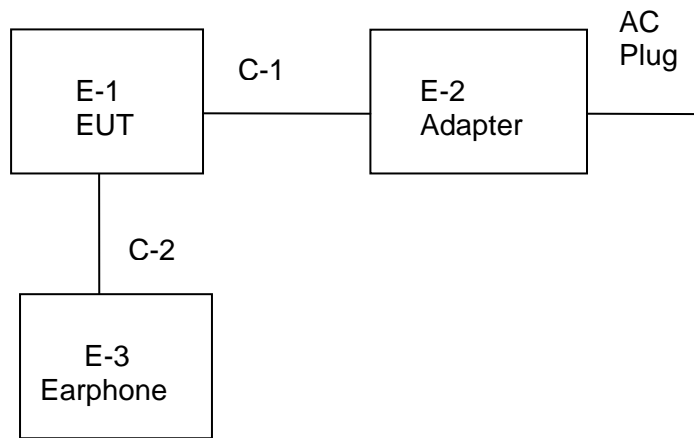 AC
Plug
C-1
E-1
EUT
E-2
Adapter
C-2
E-3
Earphone